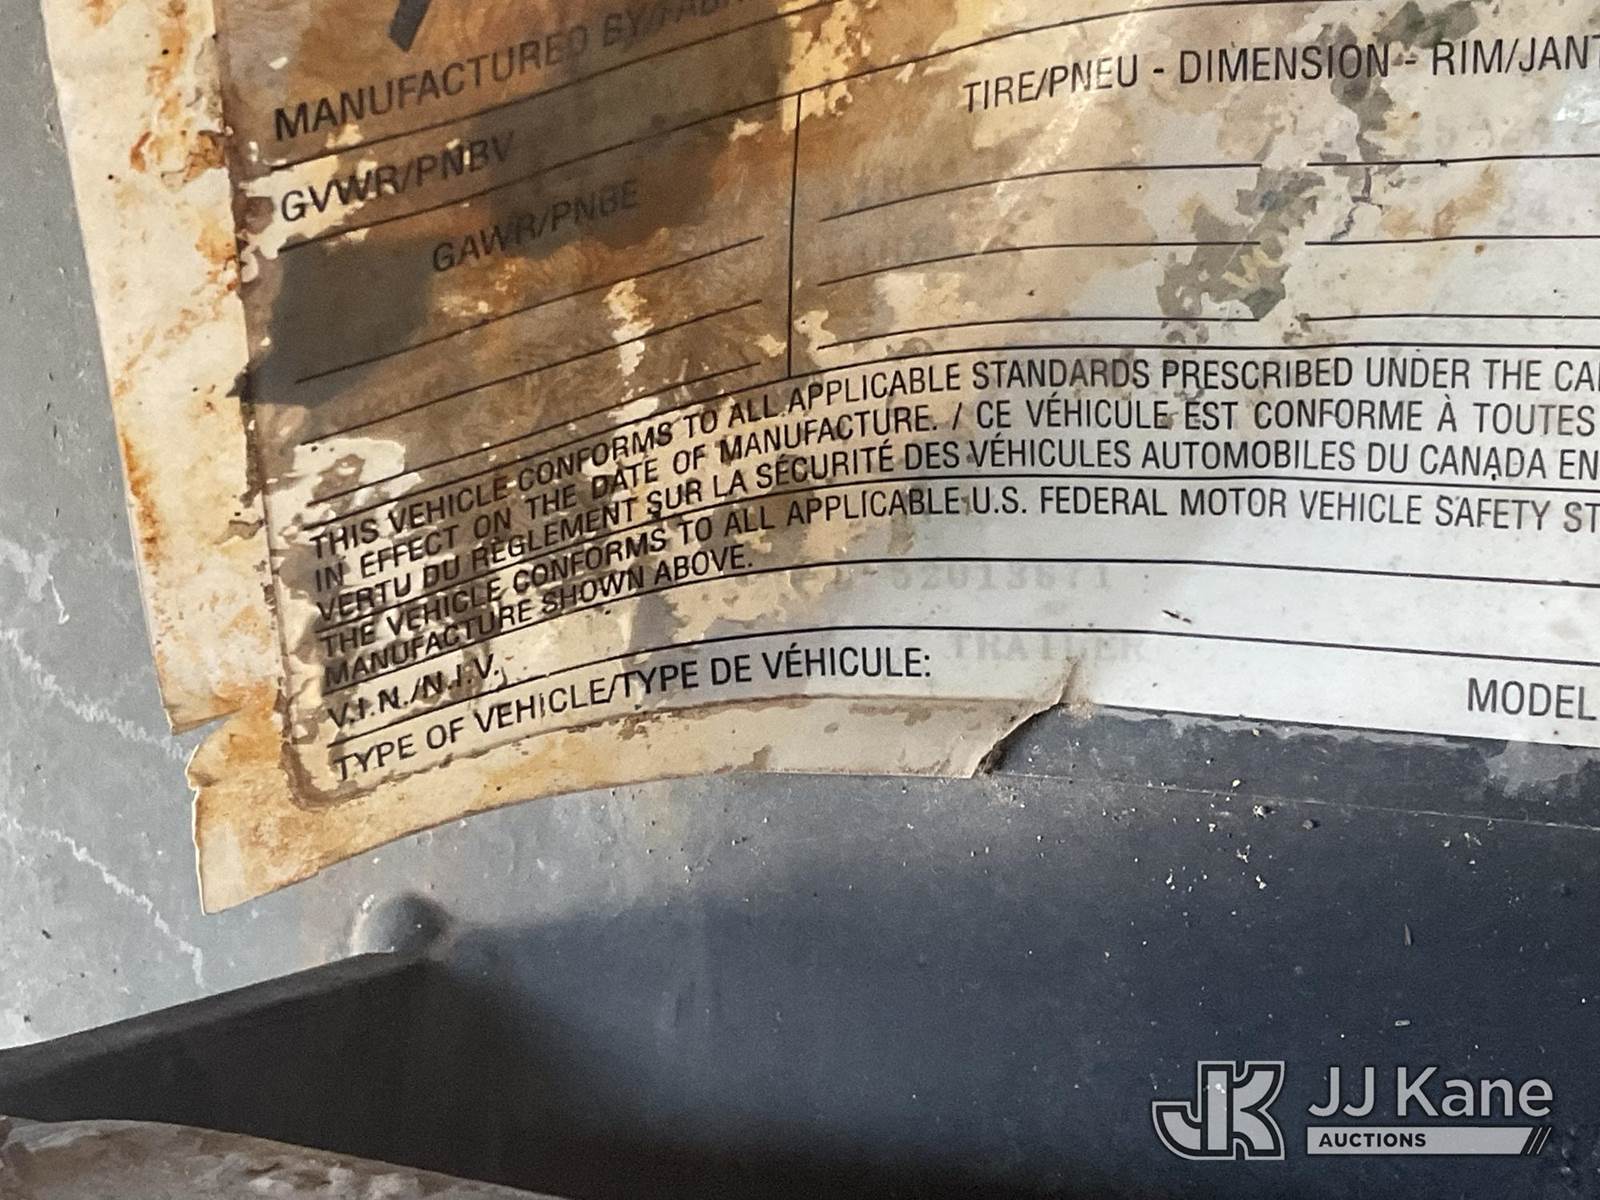 MANUFACTURED BY/FABR
TIRE/PNEU - DIMENSION - RIM/JANT
GVWR/PNBV
GAWR/PNBE
THIS VEHICLE CONFORMS TO ALL APPLICABLE STANDARDS PRESCRIBED UNDER THE CA
IN EFFECT ON THE DATE OF MANUFACTURE. / CE VÉHICULE EST CONFORME À TOUTES
VERTU DU RÈGLEMENT SUR LA SÉCURITÉ DES VÉHICULES AUTOMOBILES DU CANADA EN
THE VEHICLE CONFORMS TO ALL APPLICABLE U.S. FEDERAL MOTOR VEHICLE SAFETY ST
MANUFACTURE SHOWN ABOVE.
V.I.N./N.I.V.
TYPE OF VEHICLE/TYPE DE VÉHICULE: TRAILER
MODEL
JJ Kane
AUCTIONS